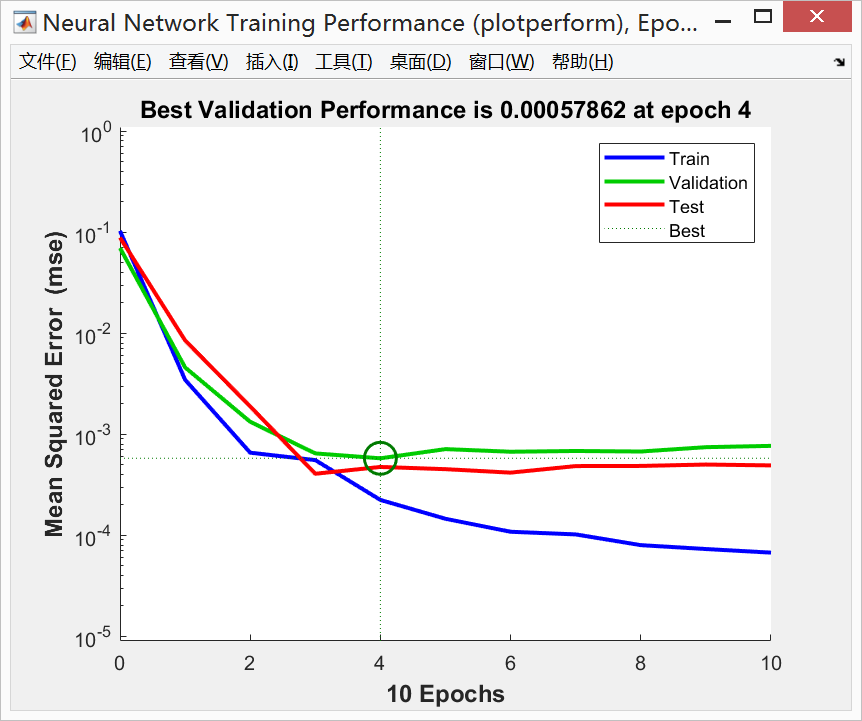 Neural Network Training Performance (plotperform), Epo...
文件(F) 编辑(E) 查看(V) 插入(I) 工具(T) 桌面(D) 窗口(W) 帮助(H)
Best Validation Performance is 0.00057862 at epoch 4
Mean Squared Error (mse)
10^0
10^-1
10^-2
10^-3
10^-4
10^-5
Train
Validation
Test
Best
0 2 4 6 8 10
10 Epochs